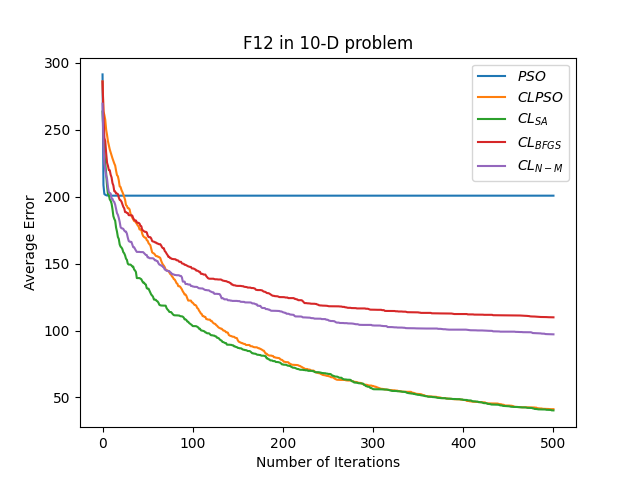 F12 in 10-D problem
300
250
200
150
100
50
Average Error
0 100 200 300 400 500
Number of Iterations
PSO
CLPSO
CL_SA
CL_BFGS
CL_N−M